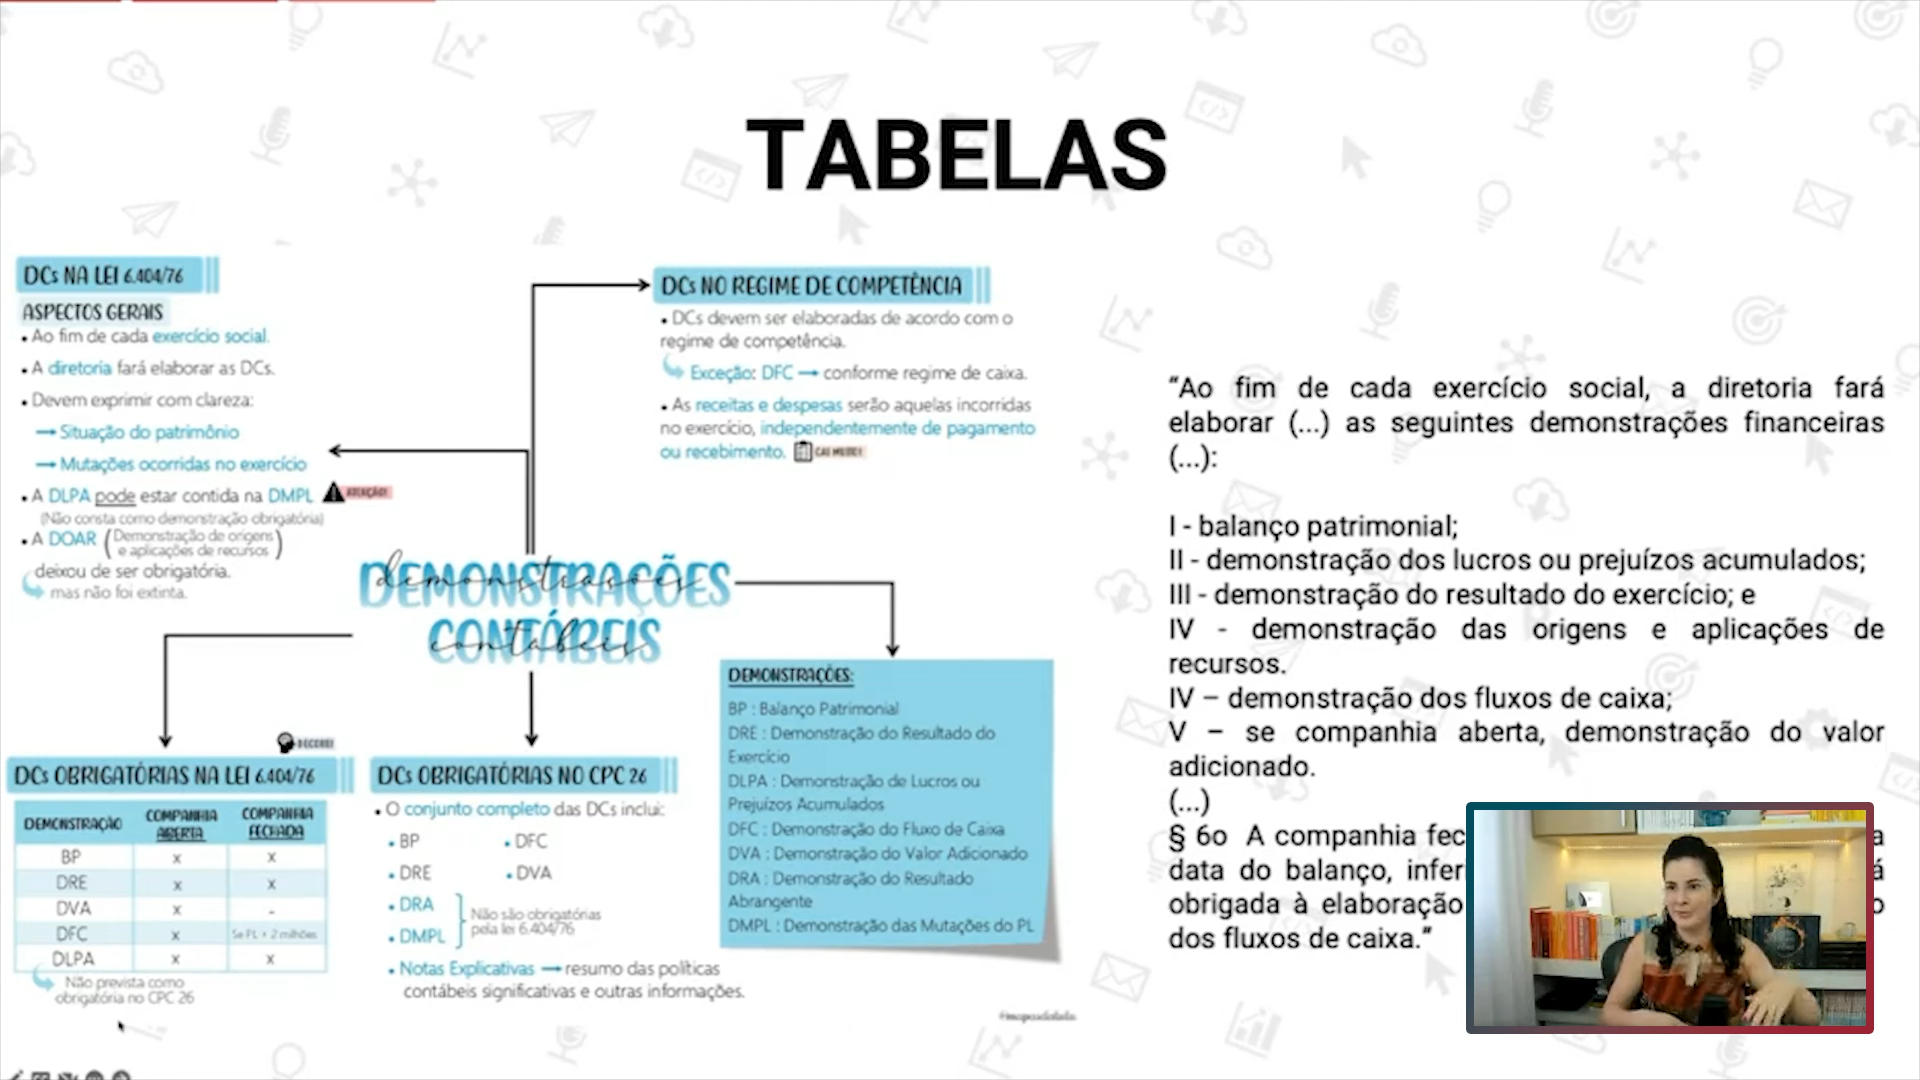 TABELAS
DCs NA LEI 6.404/76
ASPECTOS GERAIS
• Ao fim de cada exercício social.
• A diretoria fará elaborar as DCs.
• Devem exprimir com clareza:
→ Situação do patrimônio
→ Mutações ocorridas no exercício
• A DLPA pode estar contida na DMPL ATENÇÃO!
(Não consta como demonstração obrigatória)
• A DOAR (Demonstração de origens
e aplicações de recursos)
deixou de ser obrigatória.
mas não foi extinta.
DCs NO REGIME DE COMPETÊNCIA
• DCs devem ser elaboradas de acordo com o
regime de competência.
Exceção: DFC → conforme regime de caixa.
• As receitas e despesas serão aquelas incorridas
no exercício, independentemente de pagamento
ou recebimento. CAI MUITO!
DEMONSTRAÇÕES
demonstrações
CONTÁBEIS
contábeis
DECORE!
DCs OBRIGATÓRIAS NA LEI 6.404/76
DEMONSTRAÇÃO COMPANHIA ABERTA COMPANHIA FECHADA
BP x x
DRE x x
DVA x -
DFC x Se PL + 2 milhões
DLPA x x
Não prevista como
obrigatória no CPC 26
DCs OBRIGATÓRIAS NO CPC 26
• O conjunto completo das DCs inclui:
• BP • DFC
• DRE • DVA
• DRA
• DMPL
Não são obrigatórias
pela lei 6.404/76
• Notas Explicativas → resumo das políticas
contábeis significativas e outras informações.
DEMONSTRAÇÕES:
BP : Balanço Patrimonial
DRE : Demonstração do Resultado do
Exercício
DLPA : Demonstração de Lucros ou
Prejuízos Acumulados
DFC : Demonstração do Fluxo de Caixa
DVA : Demonstração do Valor Adicionado
DRA : Demonstração do Resultado
Abrangente
DMPL : Demonstração das Mutações do PL
“Ao fim de cada exercício social, a diretoria fará
elaborar (...) as seguintes demonstrações financeiras
(...):
I - balanço patrimonial;
II - demonstração dos lucros ou prejuízos acumulados;
III - demonstração do resultado do exercício; e
IV - demonstração das origens e aplicações de
recursos.
IV – demonstração dos fluxos de caixa;
V – se companhia aberta, demonstração do valor
adicionado.
(...)
§ 6o A companhia fec a
data do balanço, infer á
obrigada à elaboração o
dos fluxos de caixa.”